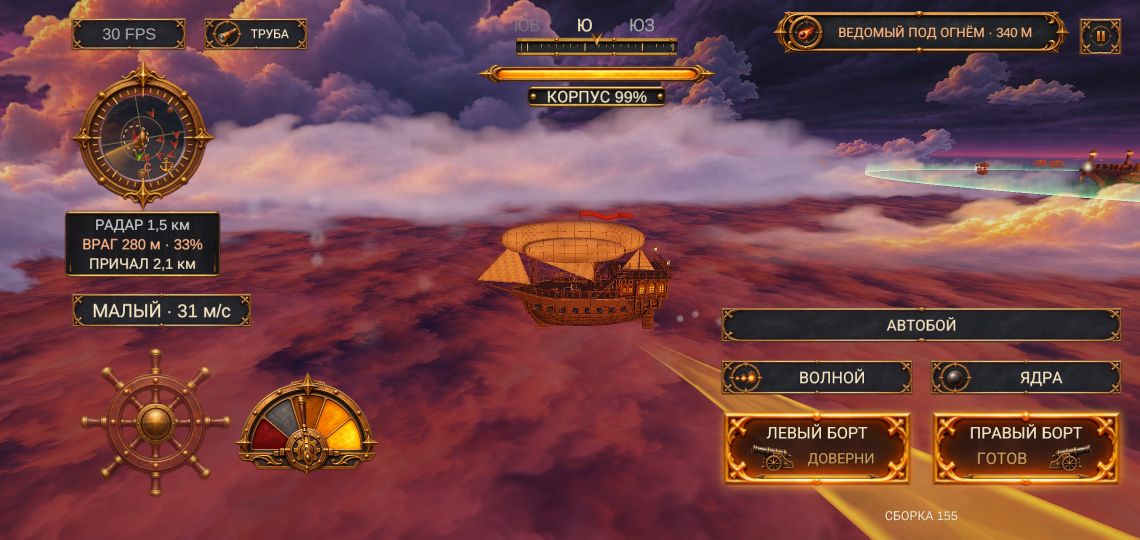 30 FPS
ТРУБА
ЮВ Ю ЮЗ
ВЕДОМЫЙ ПОД ОГНЁМ · 340 М
КОРПУС 99%
РАДАР 1,5 км
ВРАГ 280 м · 33%
ПРИЧАЛ 2,1 км
МАЛЫЙ · 31 м/с
АВТОБОЙ
ВОЛНОЙ
ЯДРА
ЛЕВЫЙ БОРТ
ДОВЕРНИ
ПРАВЫЙ БОРТ
ГОТОВ
СБОРКА 155